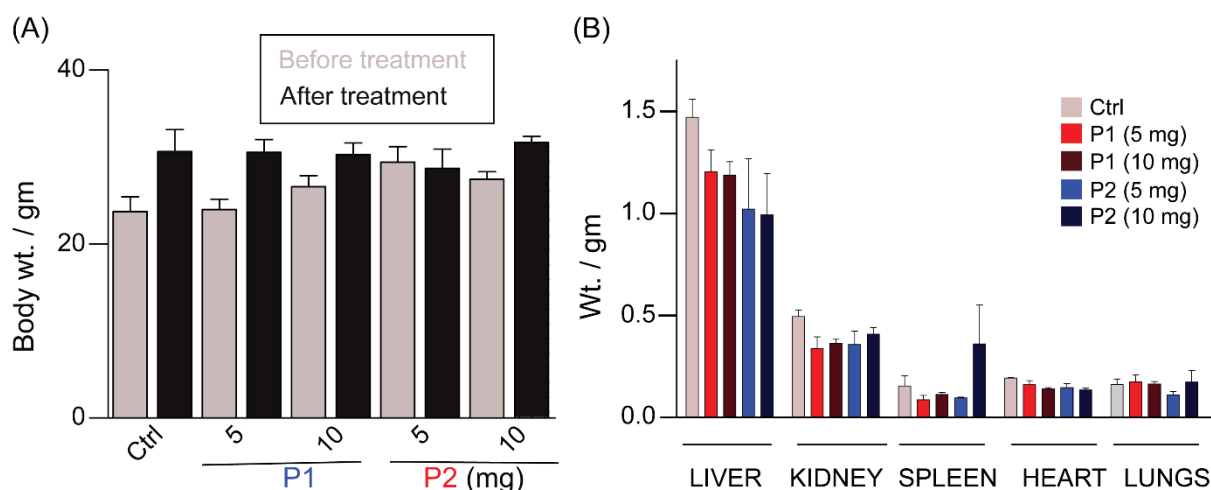 (A)
Before treatment
After treatment
Body wt. / gm
40
20
0
Ctrl
5
10
5
10
P1
P2 (mg)
(B)
Wt. / gm
1.5
1.0
0.5
0.0
Ctrl
P1 (5 mg)
P1 (10 mg)
P2 (5 mg)
P2 (10 mg)
LIVER
KIDNEY
SPLEEN
HEART
LUNGS